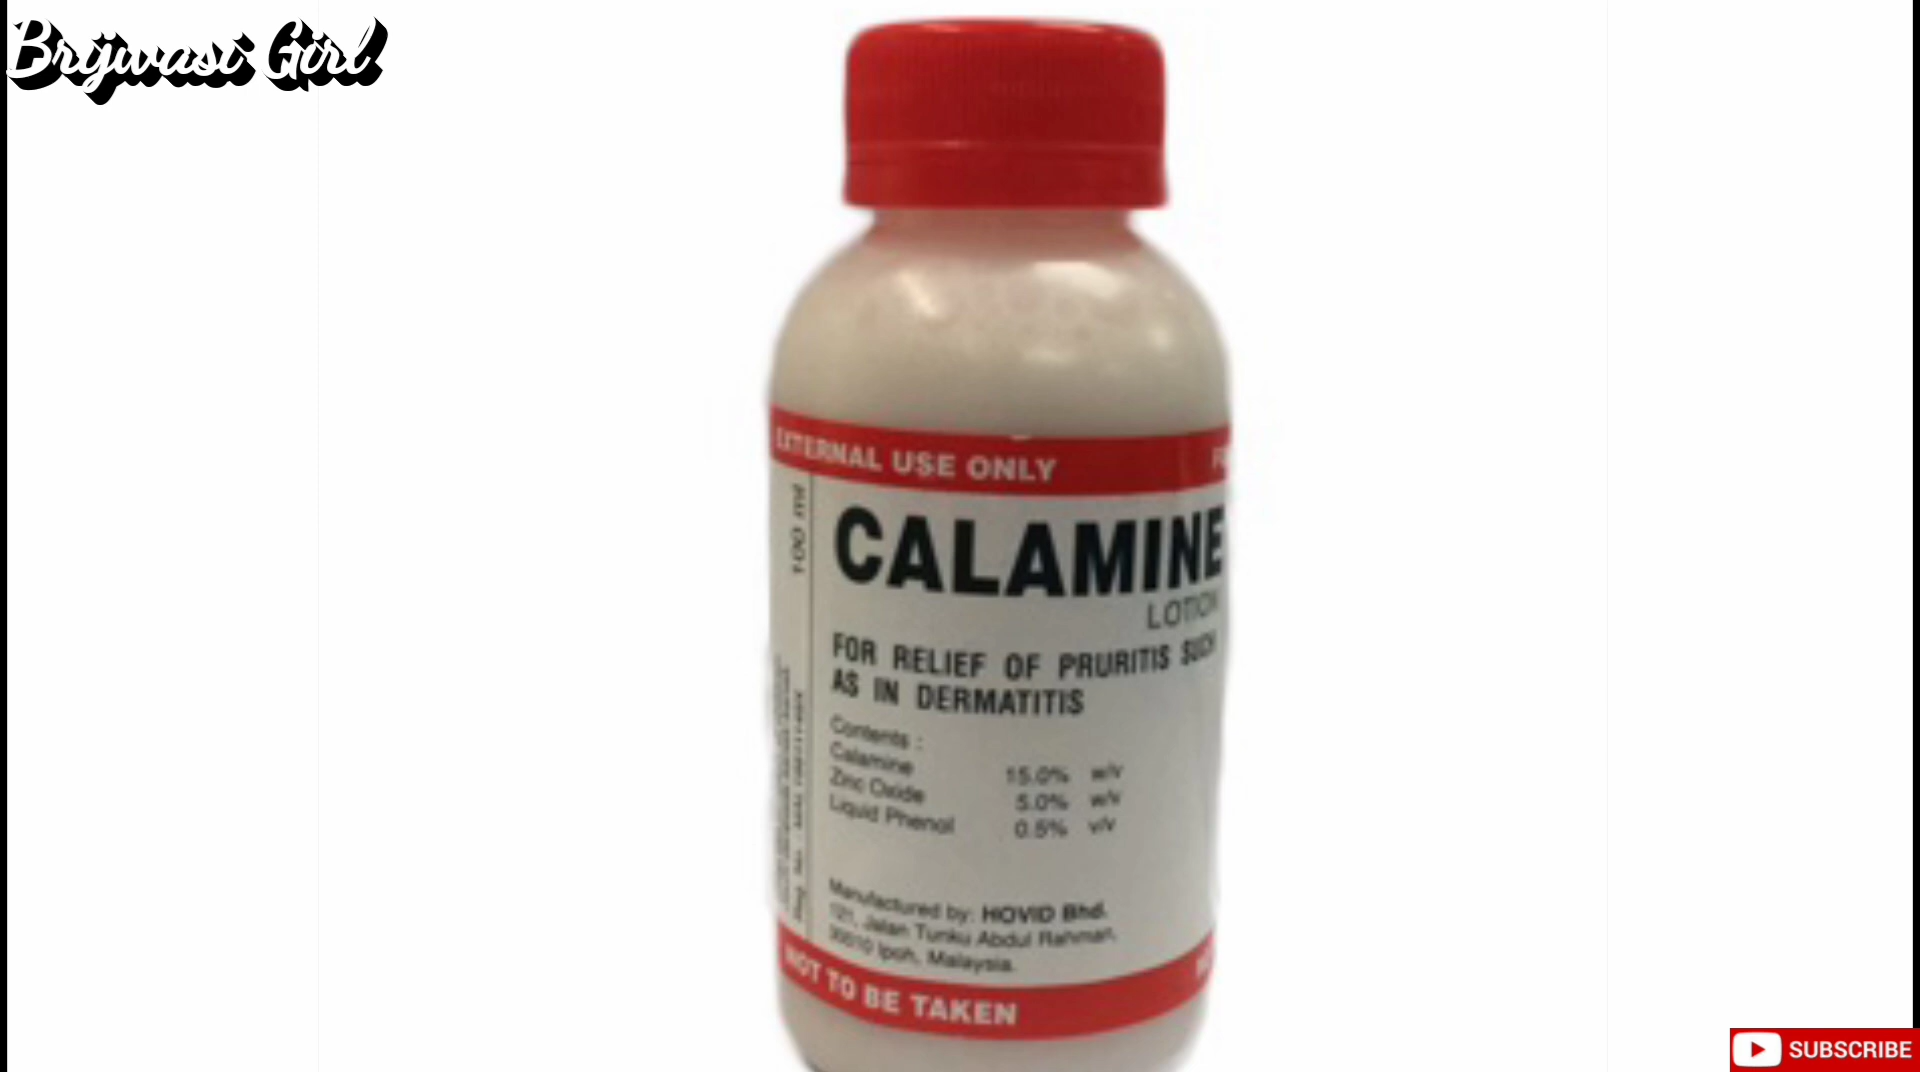 Brijwasi Girl
EXTERNAL USE ONLY
100 ml
CALAMINE
LOTION
FOR RELIEF OF PRURITIS SUCH
AS IN DERMATITIS
Contents :
Calamine 15.0% w/v
Zinc Oxide 5.0% w/v
Liquid Phenol 0.5% v/v
Manufactured by: HOVID Bhd.
121, Jalan Tunku Abdul Rahman,
30010 Ipoh, Malaysia.
NOT TO BE TAKEN
SUBSCRIBE